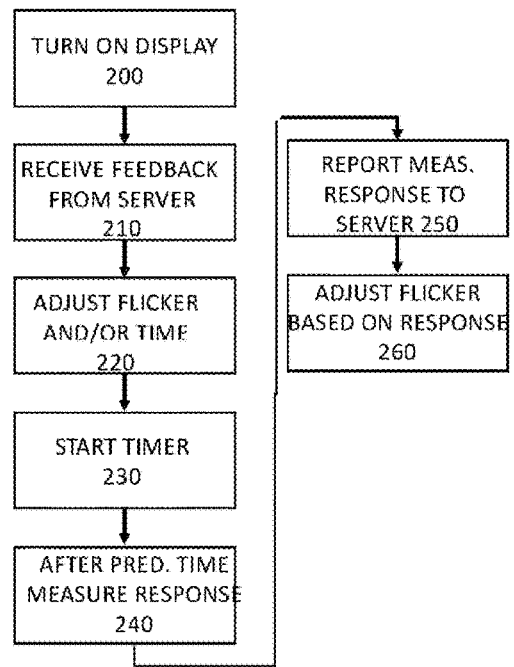 TURN ON DISPLAY
200
RECEIVE FEEDBACK
FROM SERVER
210
ADJUST FLICKER
AND/OR TIME
220
START TIMER
230
AFTER PRED. TIME
MEASURE RESPONSE
240
REPORT MEAS.
RESPONSE TO
SERVER 250
ADJUST FLICKER
BASED ON RESPONSE
260